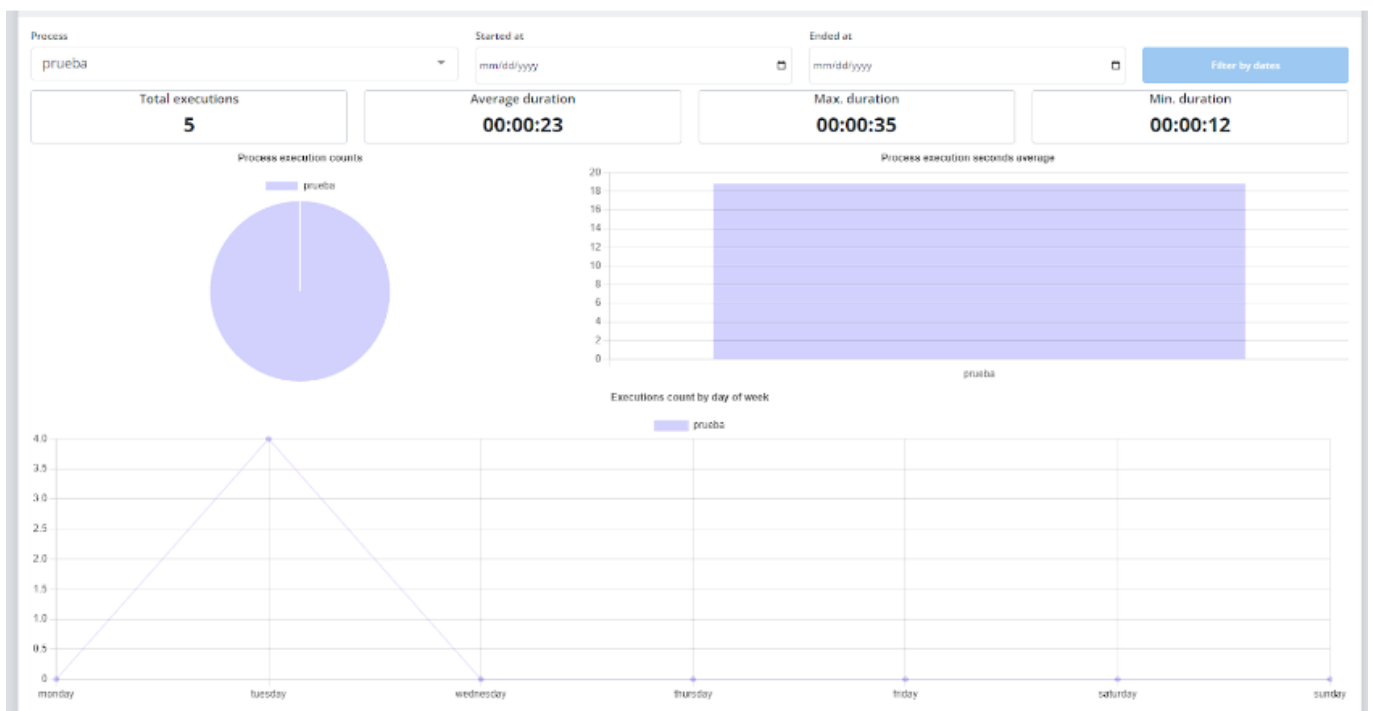 Process
Started at
Ended at
prueba
mm/dd/yyyy
mm/dd/yyyy
Filter by dates
Total executions
5
Average duration
00:00:23
Max. duration
00:00:35
Min. duration
00:00:12
Process execution counts
prueba
Process execution seconds average
20
18
16
14
12
10
8
6
4
2
0
prueba
Executions count by day of week
prueba
4.0
3.5
3.0
2.5
2.0
1.5
1.0
0.5
0
monday
tuesday
wednesday
thursday
friday
saturday
sunday